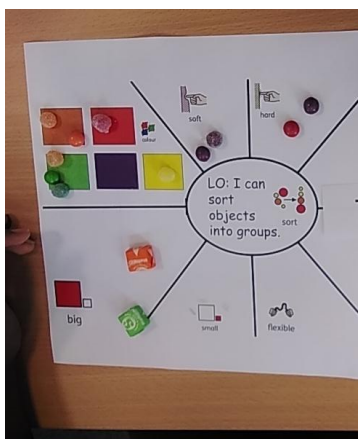 soft
hard
colour
LO: I can
sort
objects
into groups.
sort
big
small
flexible